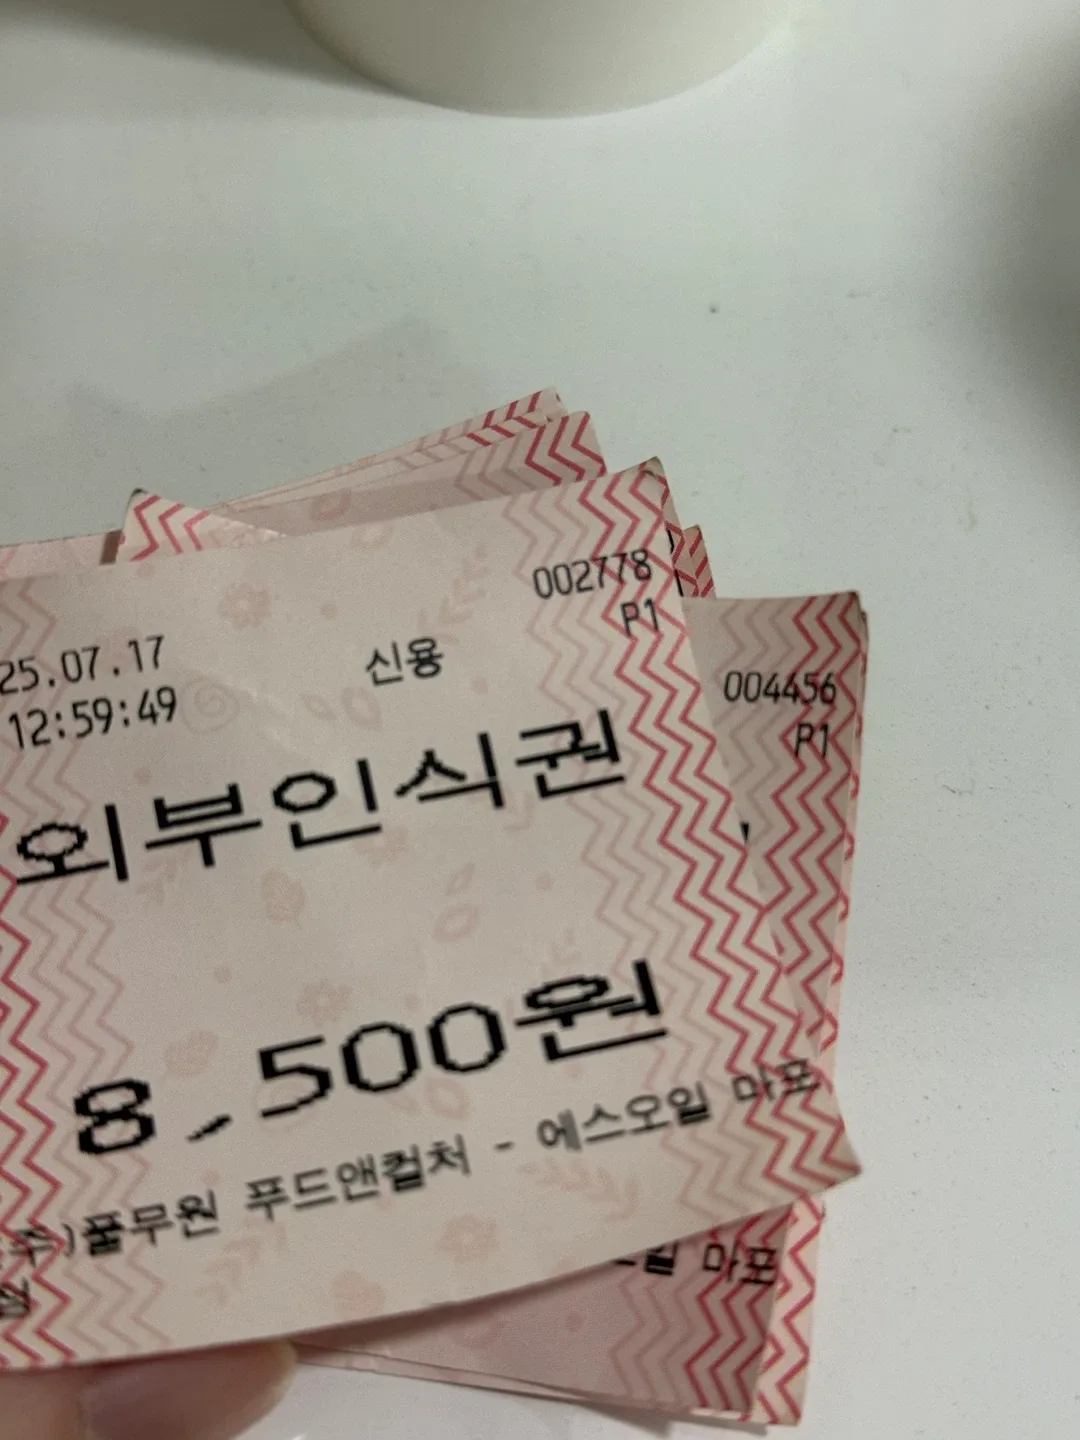 002778
P1
25.07.17
신용
12:59:49
외부인식권
8,500원
주)풀무원 푸드앤컬처 - 에스오일 마포
004456
P1
일 마포